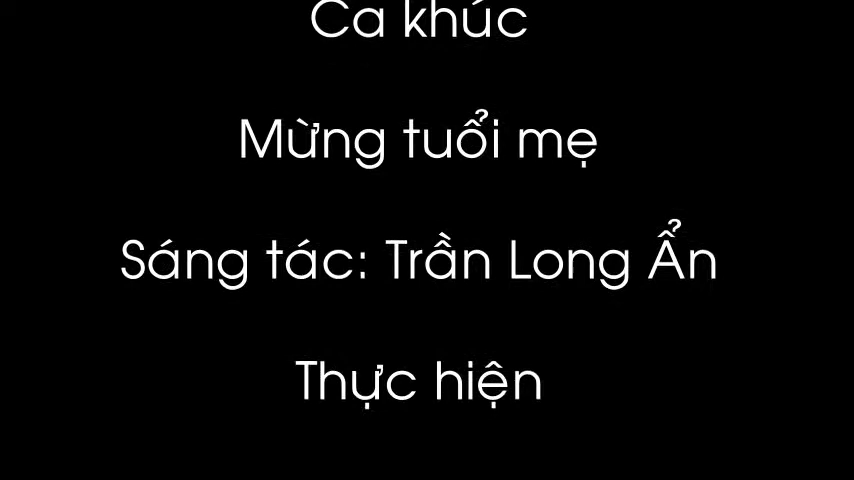 Ca khúc
Mừng tuổi mẹ
Sáng tác: Trần Long Ẩn
Thực hiện